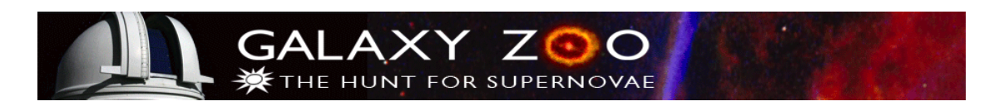 GALAXY ZOO
THE HUNT FOR SUPERNOVAE